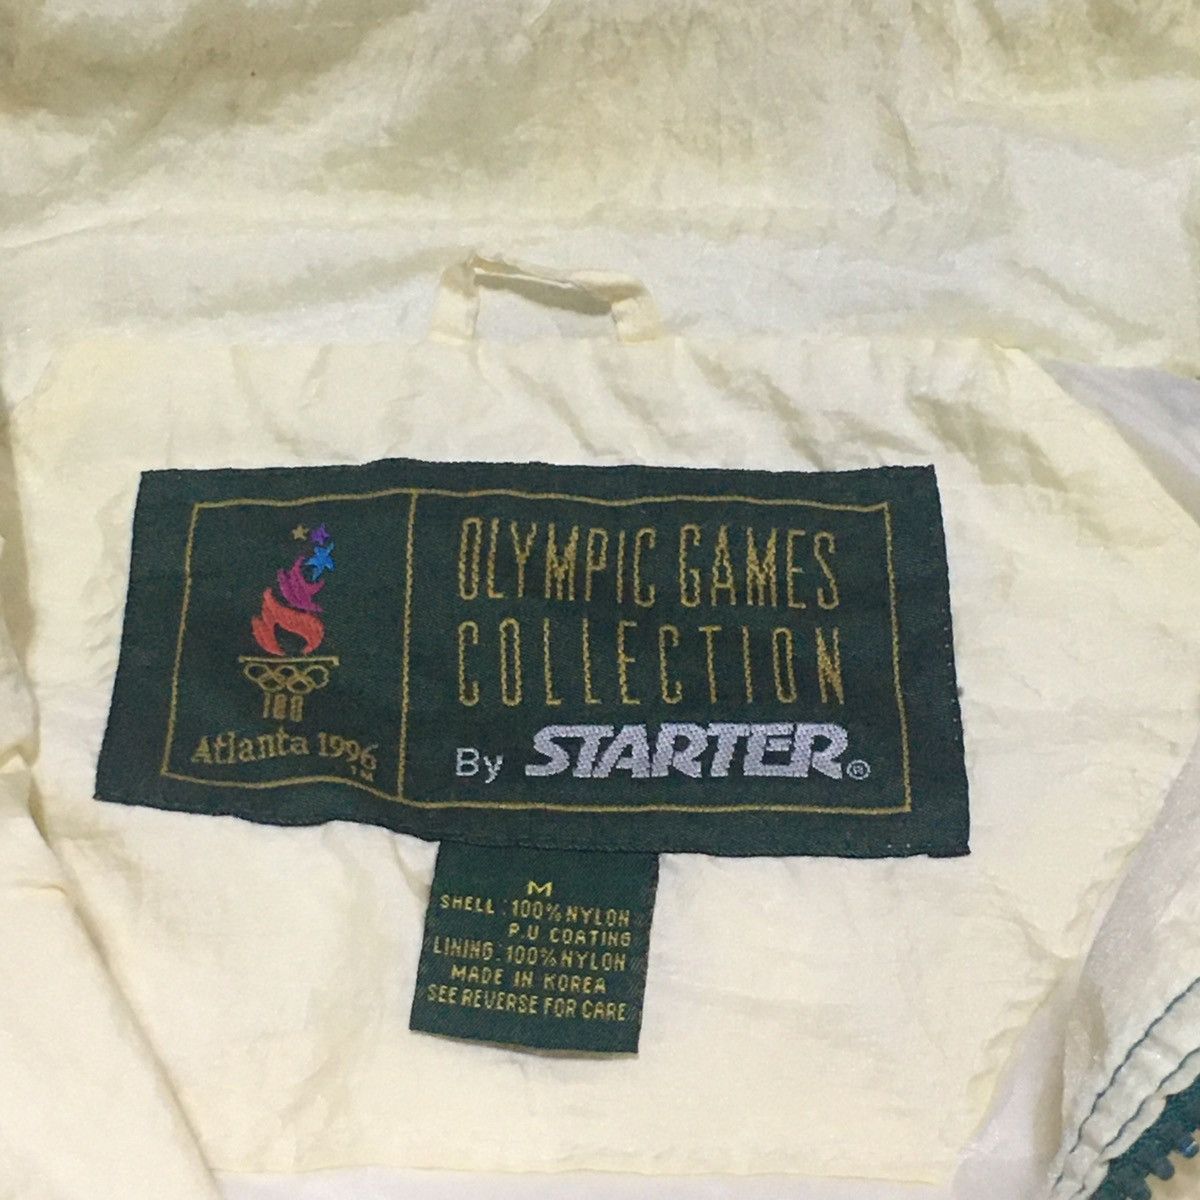 100
Atlanta 1996
TM
OLYMPIC GAMES
COLLECTION
By STARTER®
M
SHELL : 100% NYLON
P.U COATING
LINING : 100% NYLON
MADE IN KOREA
SEE REVERSE FOR CARE